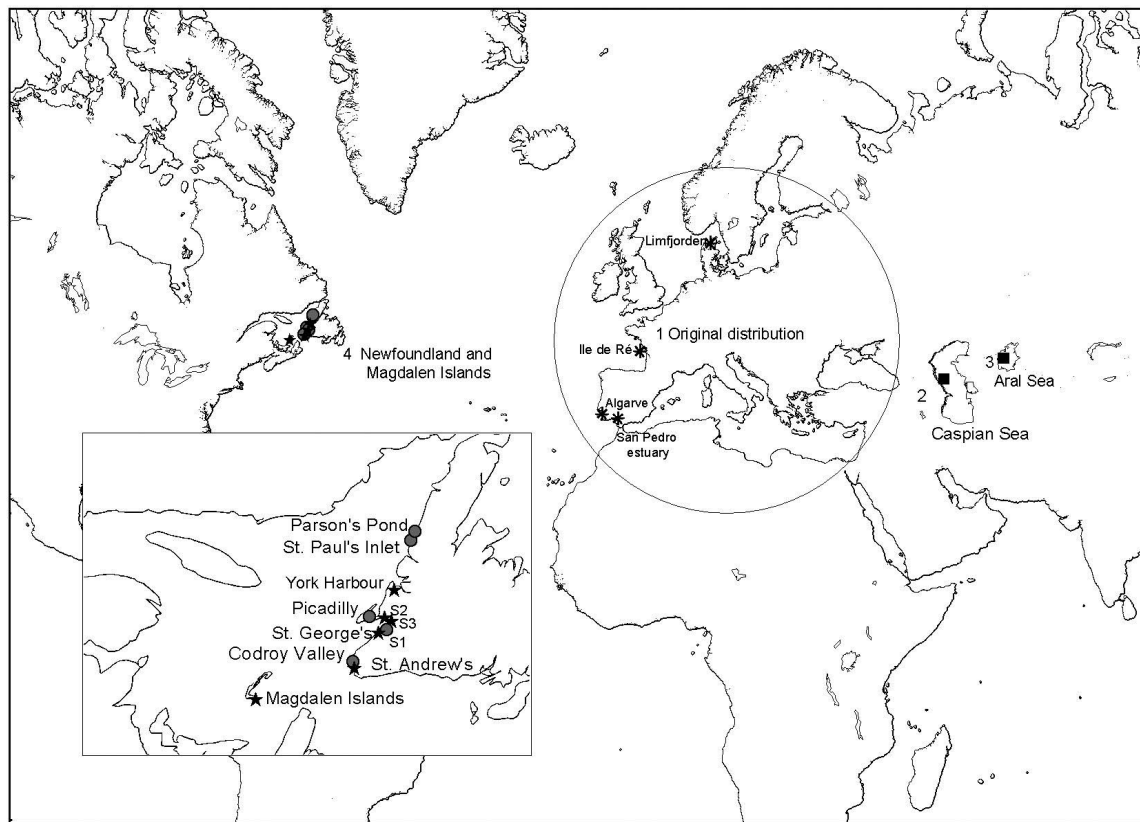 Limfjorden
1 Original distribution
Ile de Ré
4 Newfoundland and
Magdalen Islands
3
Aral Sea
2
Caspian Sea
Algarve
San Pedro
estuary
Parson's Pond
St. Paul's Inlet
York Harbour
Picadilly
S2
S3
St. George's
S1
Codroy Valley
St. Andrew's
Magdalen Islands